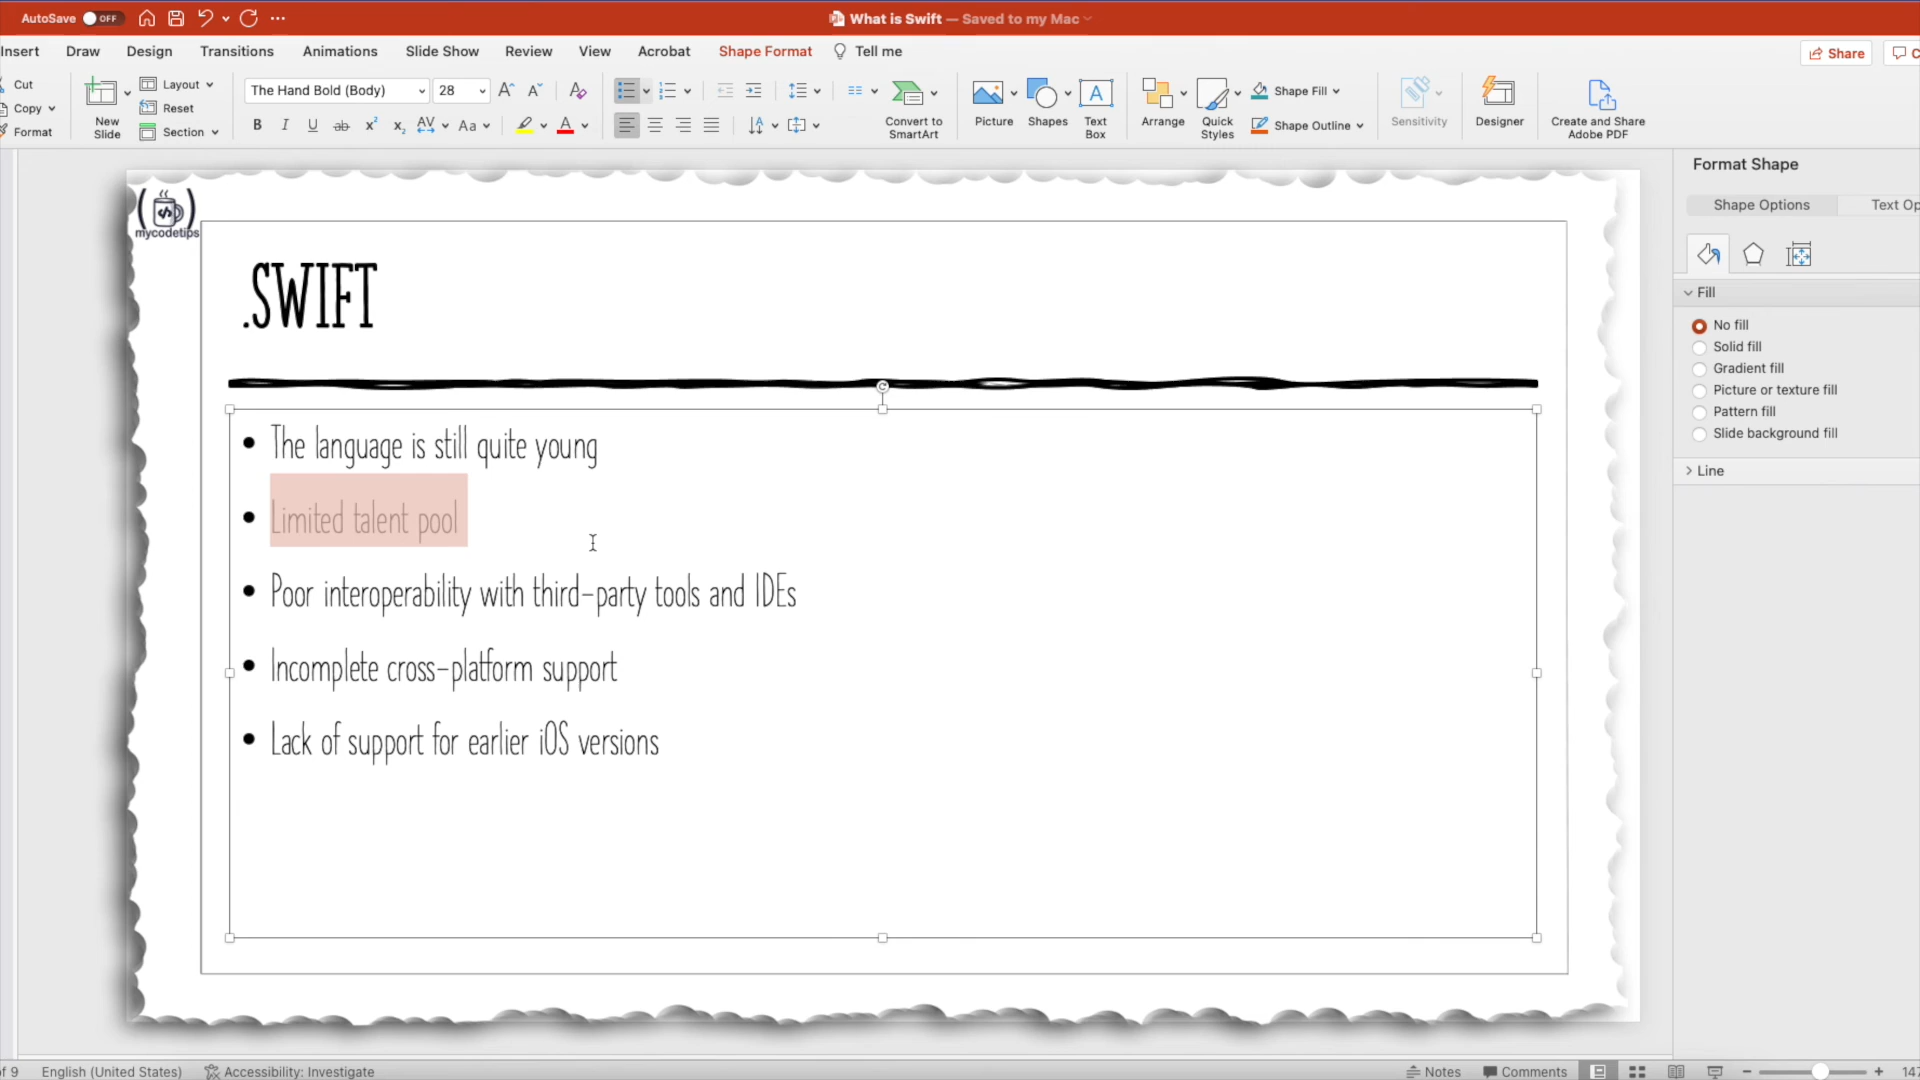 AutoSave OFF
What is Swift — Saved to my Mac
Insert Draw Design Transitions Animations Slide Show Review View Acrobat Shape Format Tell me
Share
Cut
Copy
Format
New Slide
Layout
Reset
Section
The Hand Bold (Body) 28
Convert to SmartArt
Picture
Shapes
Text Box
Arrange
Quick Styles
Shape Fill
Shape Outline
Sensitivity
Designer
Create and Share Adobe PDF
mycodetips
.SWIFT
• The language is still quite young
• Limited talent pool
• Poor interoperability with third-party tools and IDEs
• Incomplete cross-platform support
• Lack of support for earlier iOS versions
Format Shape
Shape Options Text Op
Fill
No fill
Solid fill
Gradient fill
Picture or texture fill
Pattern fill
Slide background fill
Line
of 9 English (United States) Accessibility: Investigate
Notes Comments 147